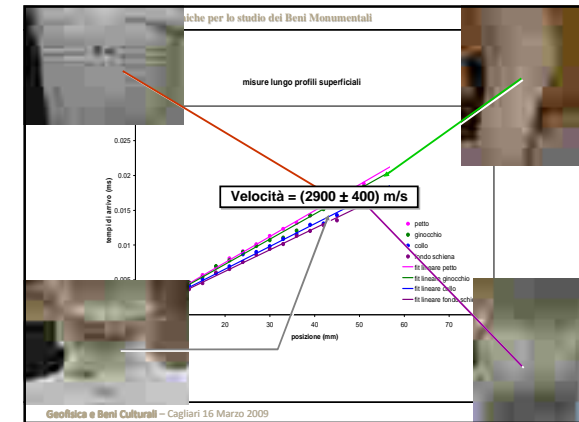 niche per lo studio dei Beni Monumentali
misure lungo profili superficiali
0.025
0.02
0.015
0.01
0.005
tempi di arrivo (ms)
Velocità = (2900 ± 400) m/s
petto
ginocchio
collo
fondo schiena
fit lineare petto
fit lineare ginocchio
fit lineare collo
fit lineare fondo schie
20 30 40 50 60 70
posizione (mm)
Geofisica e Beni Culturali – Cagliari 16 Marzo 2009